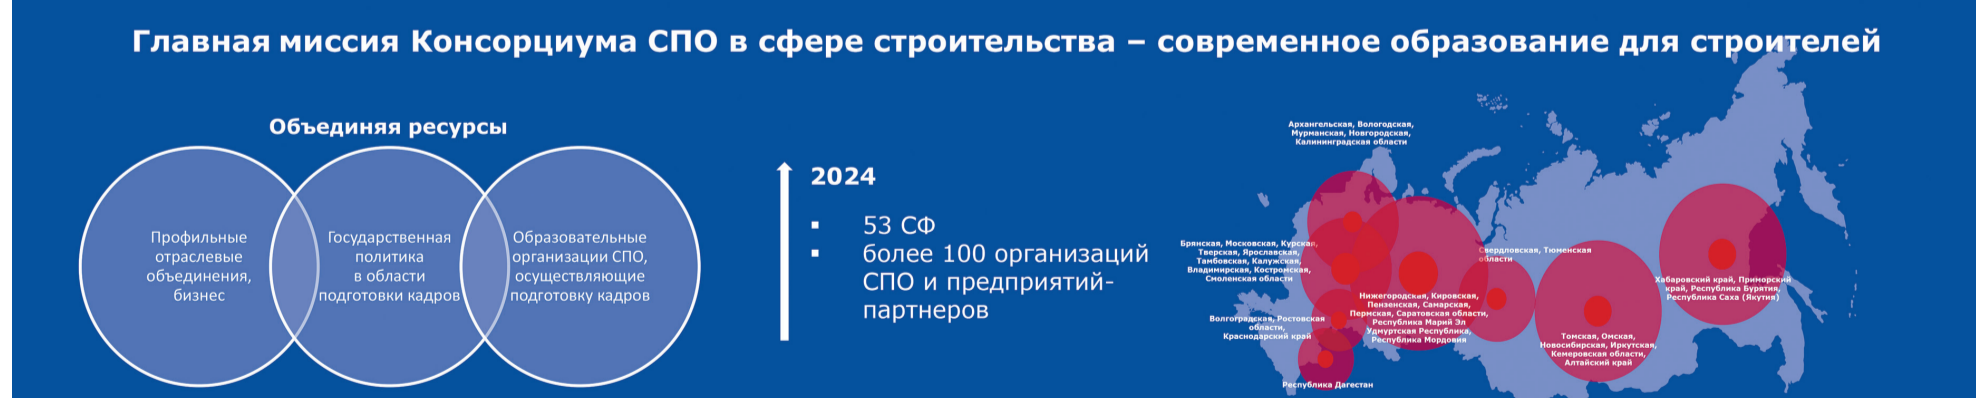 Главная миссия Консорциума СПО в сфере строительства – современное образование для строителей
Объединяя ресурсы
Профильные
отраслевые
объединения,
бизнес
Государственная
политика
в области
подготовки кадров
Образовательные
организации СПО,
осуществляющие
подготовку кадров
2024
▪ 53 СФ
▪ более 100 организаций
СПО и предприятий-
партнеров
Архангельская, Вологодская,
Мурманская, Новгородская,
Калининградская области
Брянская, Московская, Курская,
Тверская, Ярославская,
Тамбовская, Калужская,
Владимирская, Костромская,
Смоленская области
Волгоградская, Ростовская
области,
Краснодарский край
Республика Дагестан
Нижегородская, Кировская,
Пензенская, Самарская,
Пермская, Саратовская области,
Республика Марий Эл
Удмуртская Республика,
Республика Мордовия
Свердловская, Тюменская
области
Томская, Омская,
Новосибирская, Иркутская,
Кемеровская области,
Алтайский край
Хабаровский край, Приморский
край, Республика Бурятия,
Республика Саха (Якутия)